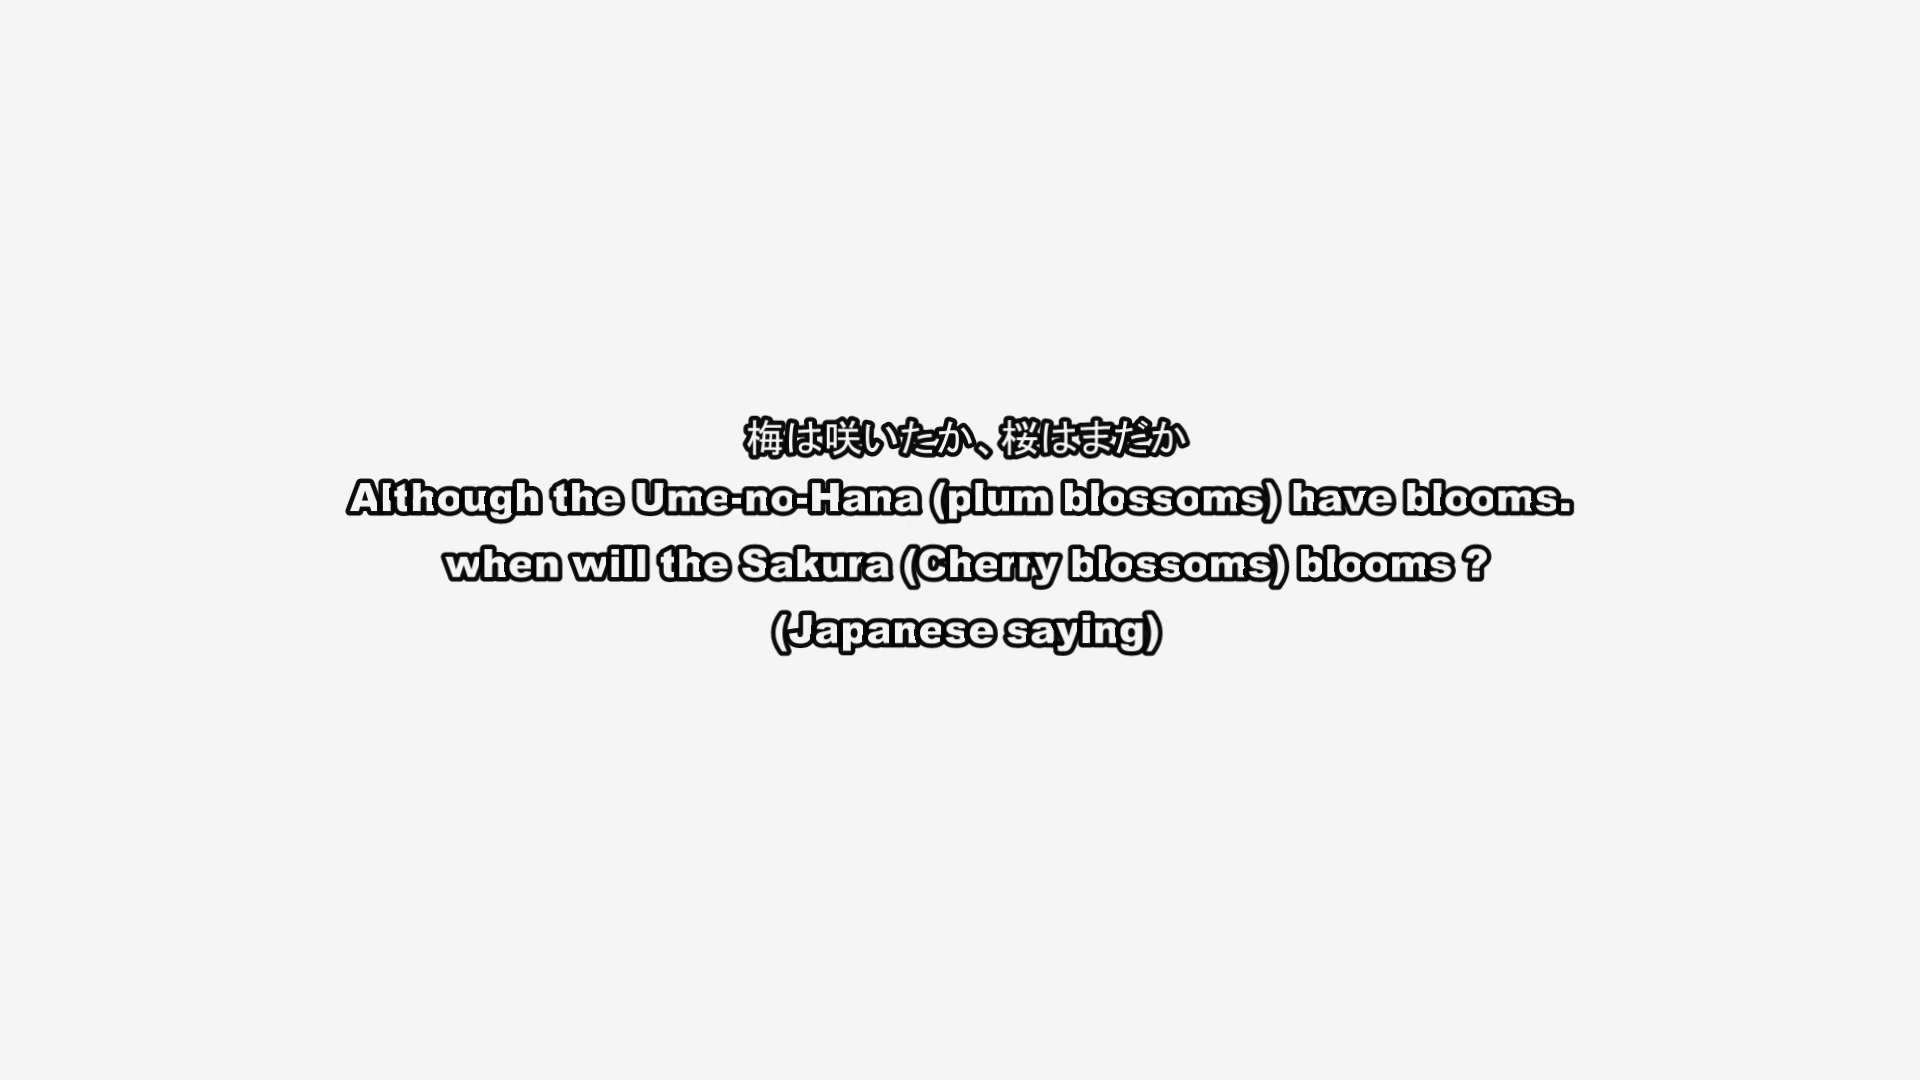 梅は咲いたか、桜はまだか
Although the Ume-no-Hana (plum blossoms) have blooms.
when will the Sakura (Cherry blossoms) blooms ?
(Japanese saying)